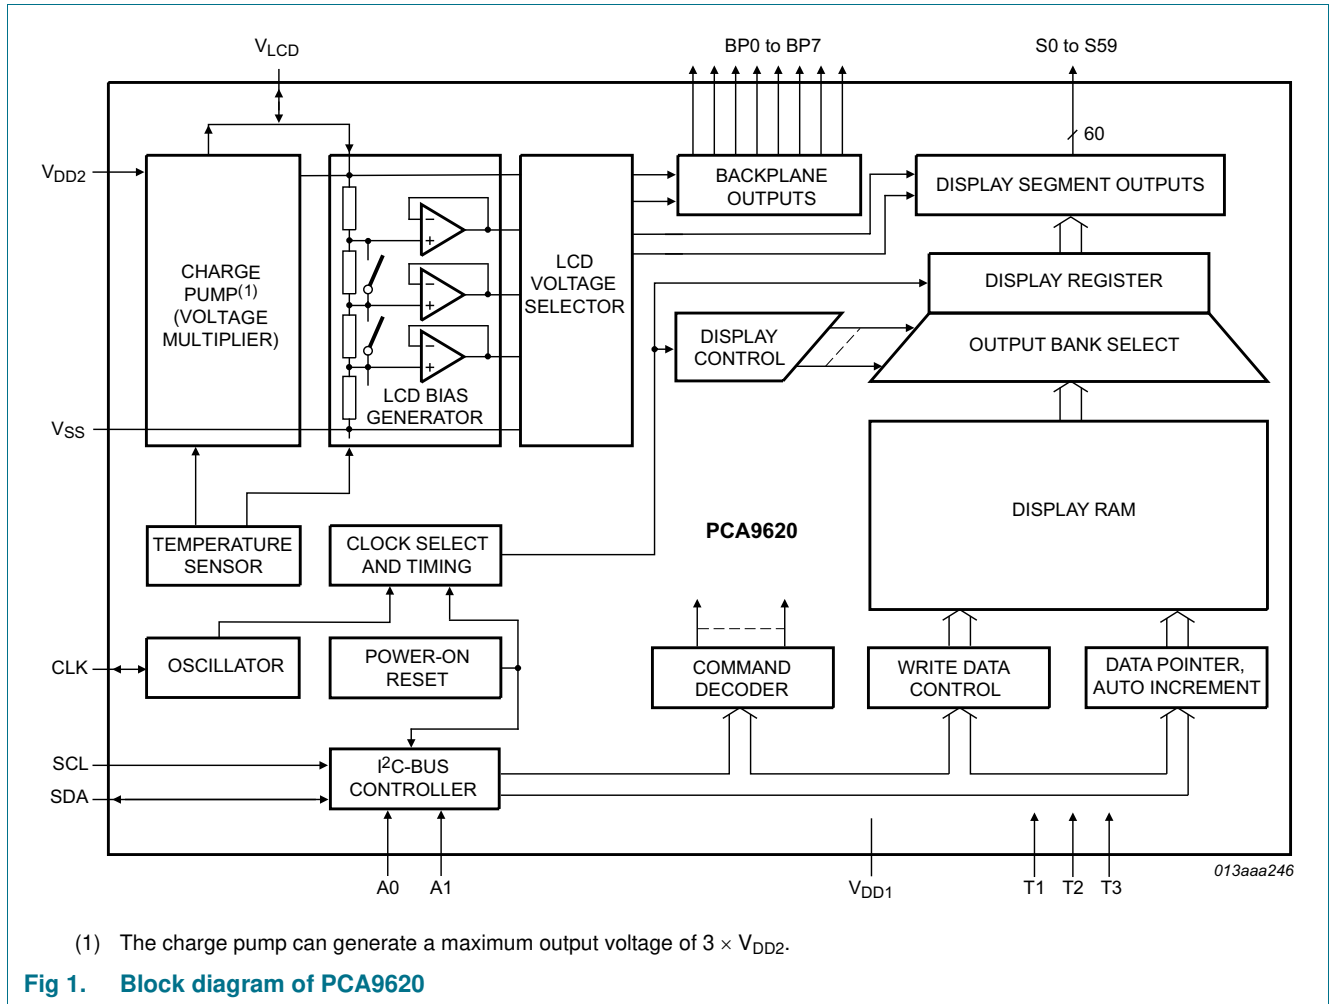 VLCD
BP0 to BP7
S0 to S59
60
VDD2
BACKPLANE
OUTPUTS
DISPLAY SEGMENT OUTPUTS
CHARGE
PUMP(1)
(VOLTAGE
MULTIPLIER)
LCD
VOLTAGE
SELECTOR
DISPLAY REGISTER
DISPLAY
CONTROL
OUTPUT BANK SELECT
LCD BIAS
GENERATOR
VSS
− +
− +
− +
DISPLAY RAM
PCA9620
TEMPERATURE
SENSOR
CLOCK SELECT
AND TIMING
CLK
OSCILLATOR
POWER-ON
RESET
COMMAND
DECODER
WRITE DATA
CONTROL
DATA POINTER,
AUTO INCREMENT
SCL
SDA
I2C-BUS
CONTROLLER
A0 A1
VDD1
T1 T2 T3
013aaa246
(1) The charge pump can generate a maximum output voltage of 3 × VDD2.
Fig 1. Block diagram of PCA9620